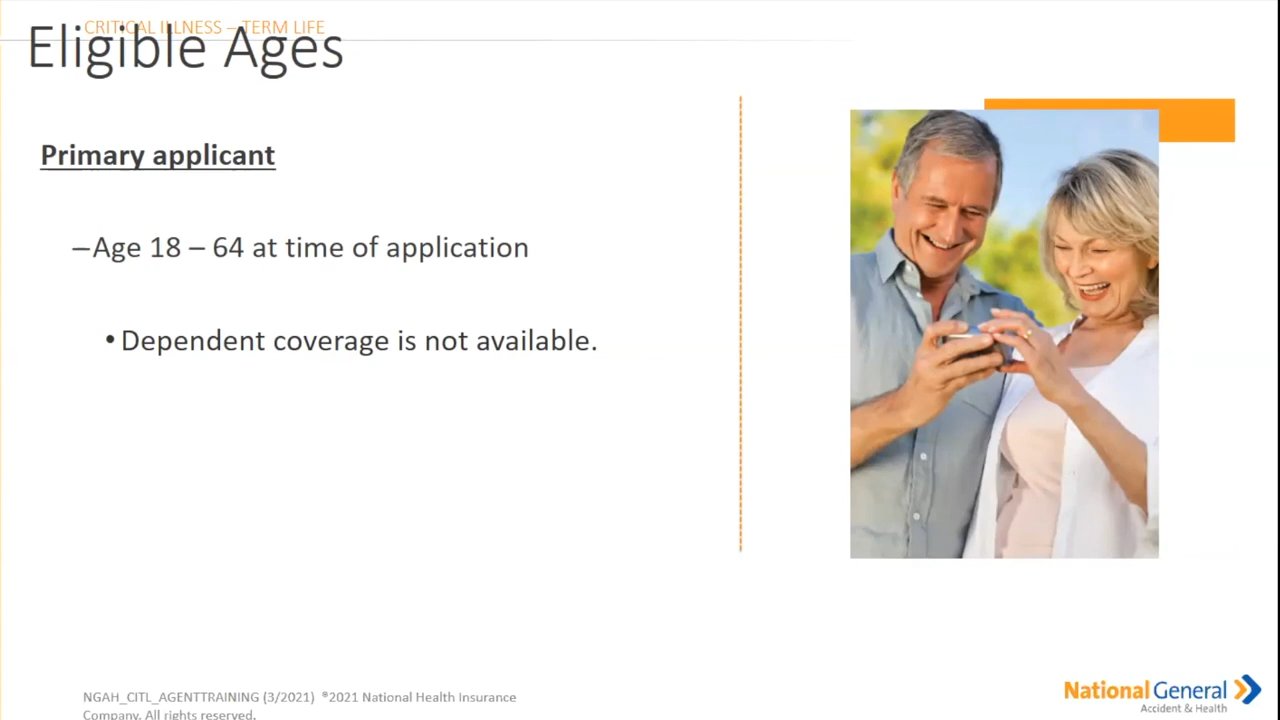 CRITICAL ILLNESS – TERM LIFE
Eligible Ages
Primary applicant
–Age 18 – 64 at time of application
• Dependent coverage is not available.
NGAH_CITL_AGENTTRAINING (3/2021) ®2021 National Health Insurance
Company. All rights reserved.
National General
Accident & Health